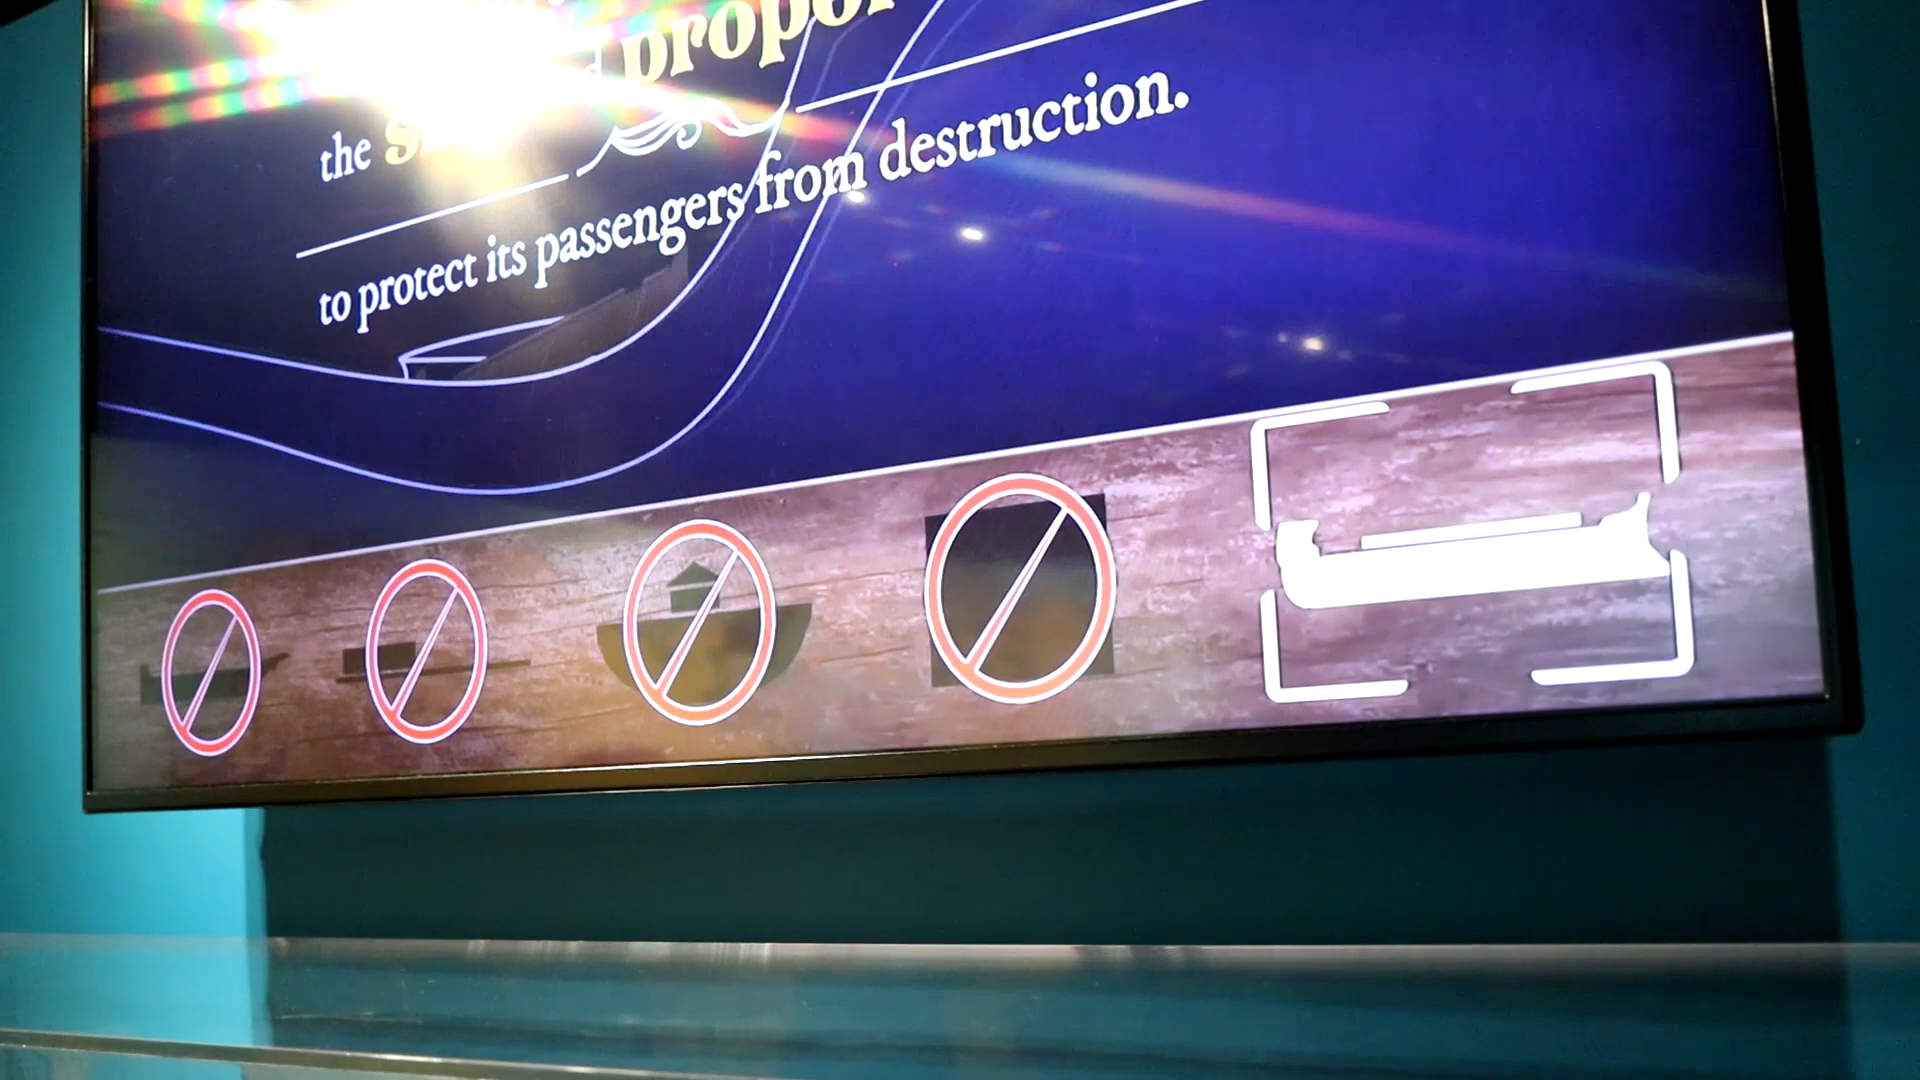 the
to protect its passengers from destruction.